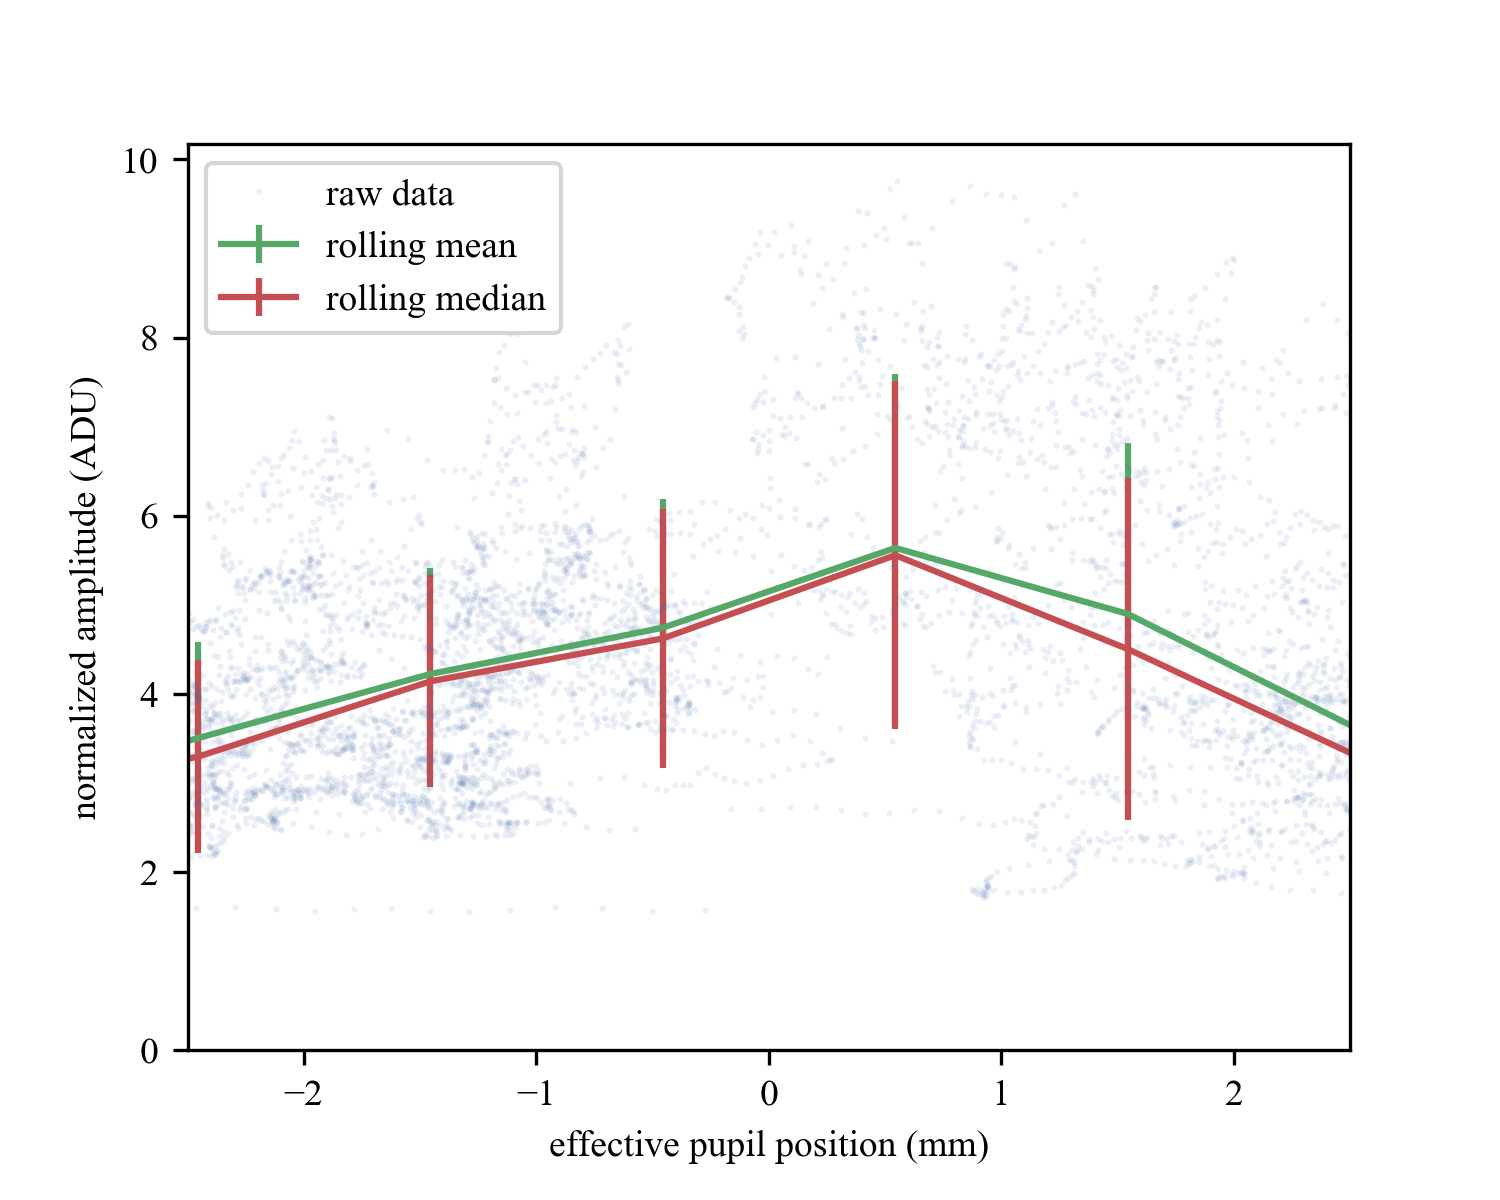 10
8
6
4
2
0
normalized amplitude (ADU)
raw data
rolling mean
rolling median
−2
−1
0
1
2
effective pupil position (mm)